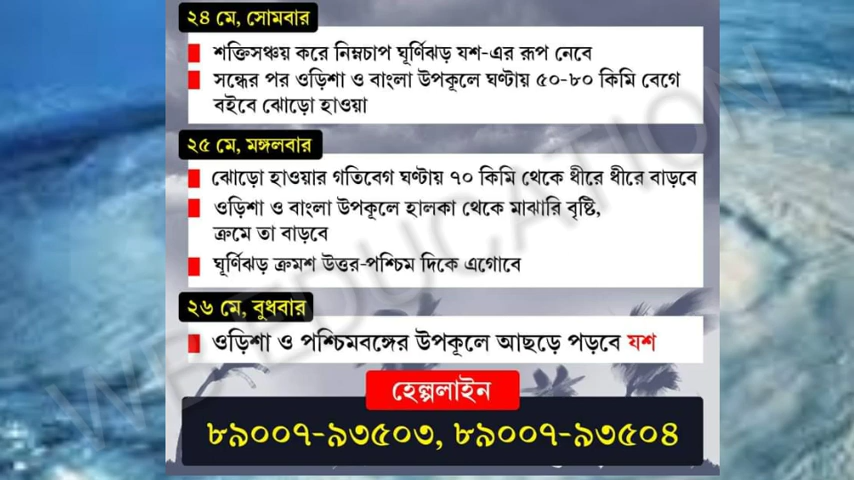 ২৪ মে, সোমবার
শক্তিসঞ্চয় করে নিম্নচাপ ঘূর্ণিঝড় যশ-এর রূপ নেবে
সন্ধের পর ওড়িশা ও বাংলা উপকূলে ঘণ্টায় ৫০-৮০ কিমি বেগে
বইবে ঝোড়ো হাওয়া
২৫ মে, মঙ্গলবার
ঝোড়ো হাওয়ার গতিবেগ ঘণ্টায় ৭০ কিমি থেকে ধীরে ধীরে বাড়বে
ওড়িশা ও বাংলা উপকূলে হালকা থেকে মাঝারি বৃষ্টি,
ক্রমে তা বাড়বে
ঘূর্ণিঝড় ক্রমশ উত্তর-পশ্চিম দিকে এগোবে
২৬ মে, বুধবার
ওড়িশা ও পশ্চিমবঙ্গের উপকূলে আছড়ে পড়বে যশ
হেল্পলাইন
৮৯০০৭-৯৩৫০৩, ৮৯০০৭-৯৩৫০৪